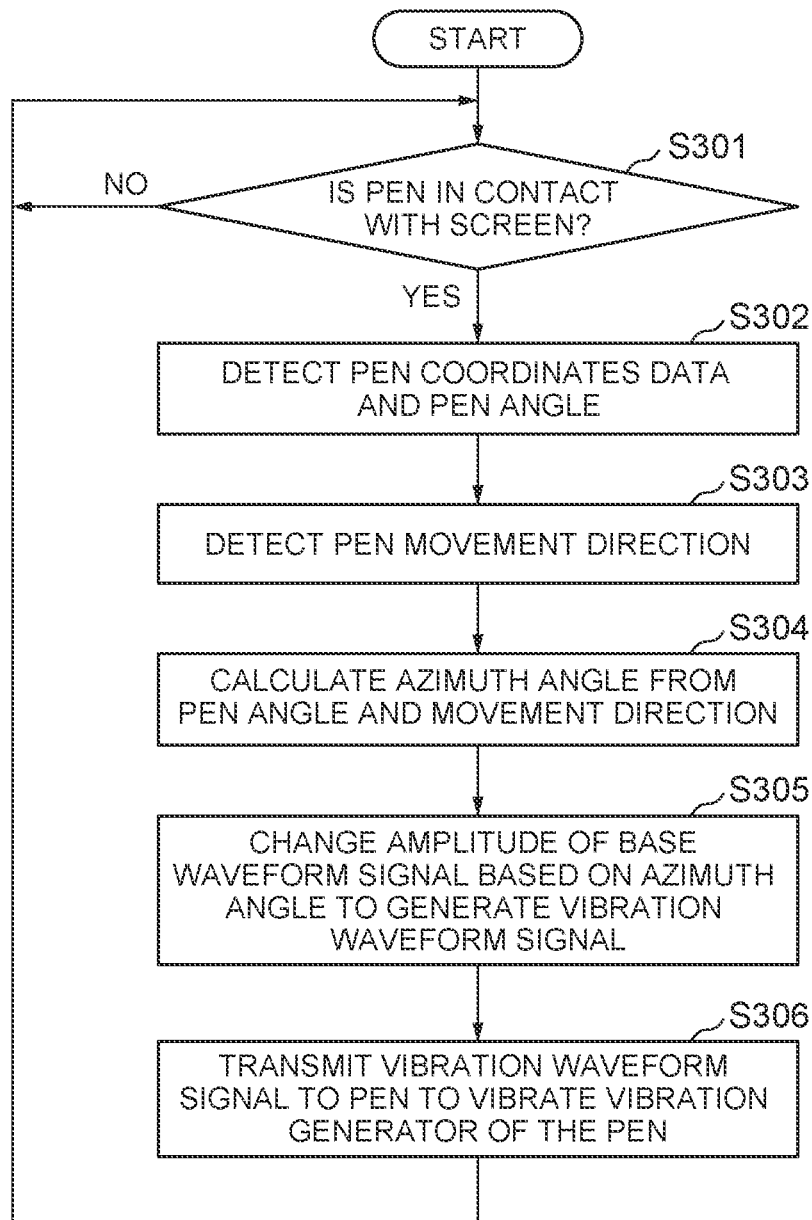 START
S301
NO
IS PEN IN CONTACT
WITH SCREEN?
YES
S302
DETECT PEN COORDINATES DATA
AND PEN ANGLE
S303
DETECT PEN MOVEMENT DIRECTION
S304
CALCULATE AZIMUTH ANGLE FROM
PEN ANGLE AND MOVEMENT DIRECTION
S305
CHANGE AMPLITUDE OF BASE
WAVEFORM SIGNAL BASED ON AZIMUTH
ANGLE TO GENERATE VIBRATION
WAVEFORM SIGNAL
S306
TRANSMIT VIBRATION WAVEFORM
SIGNAL TO PEN TO VIBRATE VIBRATION
GENERATOR OF THE PEN